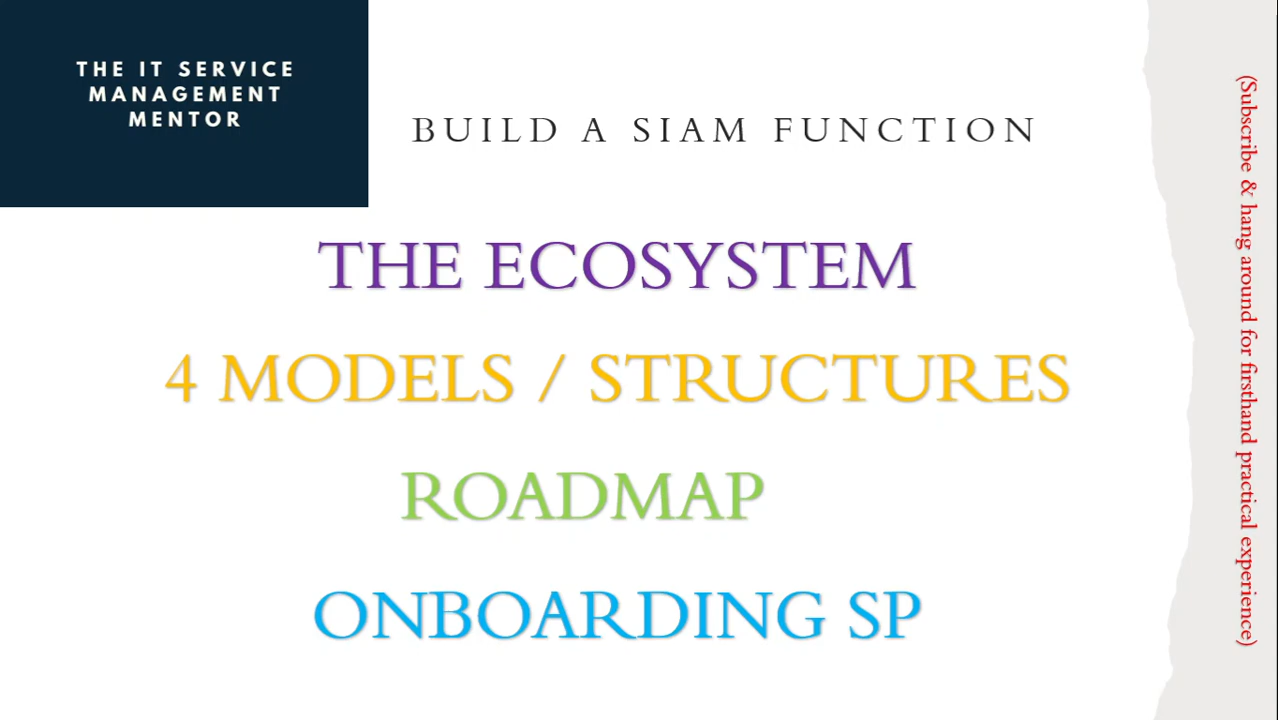 THE IT SERVICE
MANAGEMENT
MENTOR
BUILD A SIAM FUNCTION
THE ECOSYSTEM
4 MODELS / STRUCTURES
ROADMAP
ONBOARDING SP
(Subscribe & hang around for firsthand practical experience)